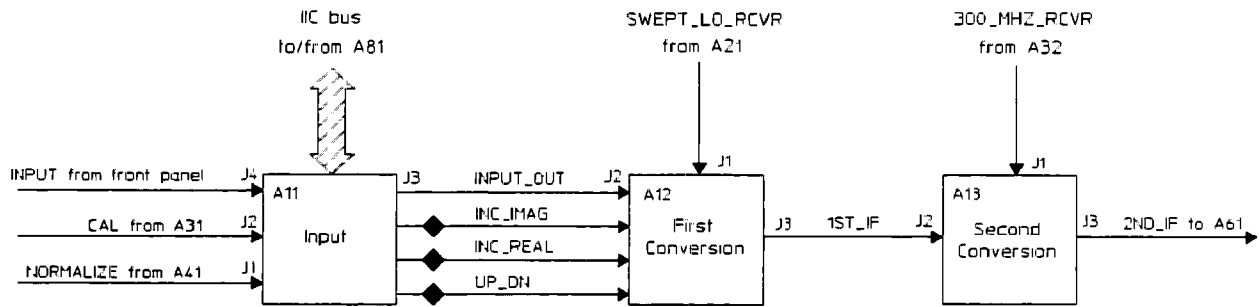 IIC bus
to/from A81
SWEPT_LO_RCVR
from A21
300_MHZ_RCVR
from A32
INPUT from front panel
J4
CAL from A31
J2
NORMALIZE from A41
J1
A11
Input
J3
INPUT_OUT
INC_IMAG
INC_REAL
UP_DN
J2
J1
A12
First
Conversion
J3
1ST_IF
J2
J1
A13
Second
Conversion
J3
2ND_IF to A61